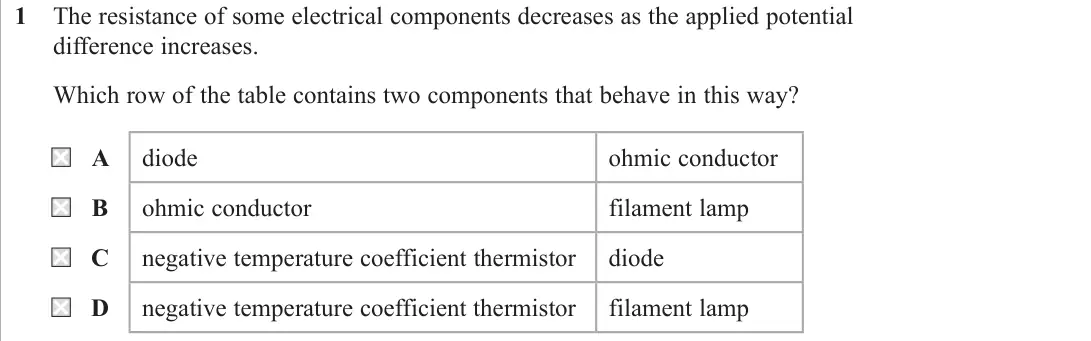 1 The resistance of some electrical components decreases as the applied potential
difference increases.
Which row of the table contains two components that behave in this way?
A diode ohmic conductor
B ohmic conductor filament lamp
C negative temperature coefficient thermistor diode
D negative temperature coefficient thermistor filament lamp